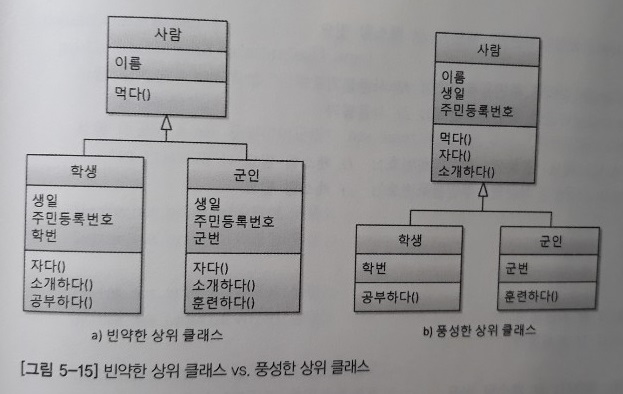 사람
이름
먹다()
학생
생일
주민등록번호
학번
자다()
소개하다()
공부하다()
군인
생일
주민등록번호
군번
자다()
소개하다()
훈련하다()
a) 빈약한 상위 클래스
사람
이름
생일
주민등록번호
먹다()
자다()
소개하다()
학생
학번
공부하다()
군인
군번
훈련하다()
b) 풍성한 상위 클래스
[그림 5-15] 빈약한 상위 클래스 vs. 풍성한 상위 클래스